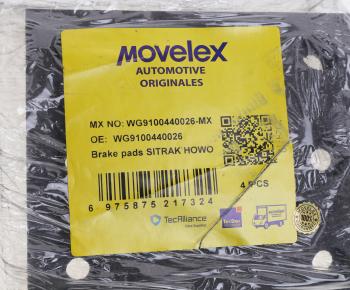 MOVELEX
AUTOMOTIVE
ORIGINALES
MX NO: WG9100440026-MX
OE: WG9100440026
Brake pads SITRAK HOWO
4 PCS
6 975875 217324
TecAlliance
100%